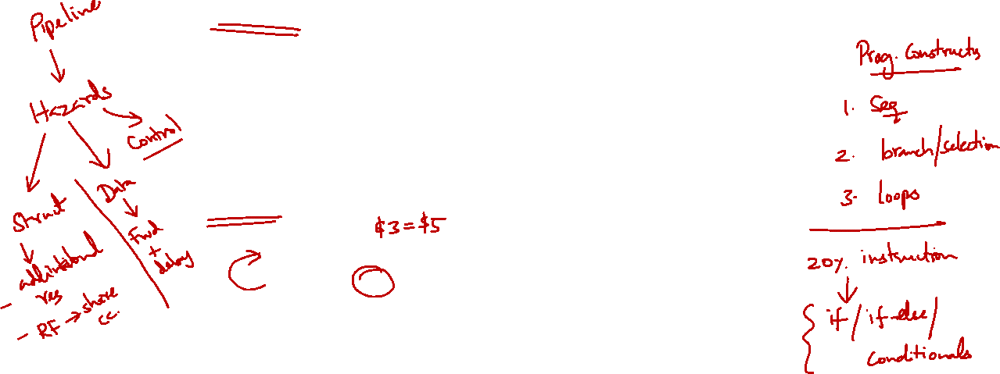 Pipeline
Hazards
Control
Struct
Data
Fwd
+
delay
additional
res
- RF → share
cc.
$3 = $5
Prog. Constructs
1. Seq
2. branch/selection
3. loops
20% instruction
if / if-else /
conditionals